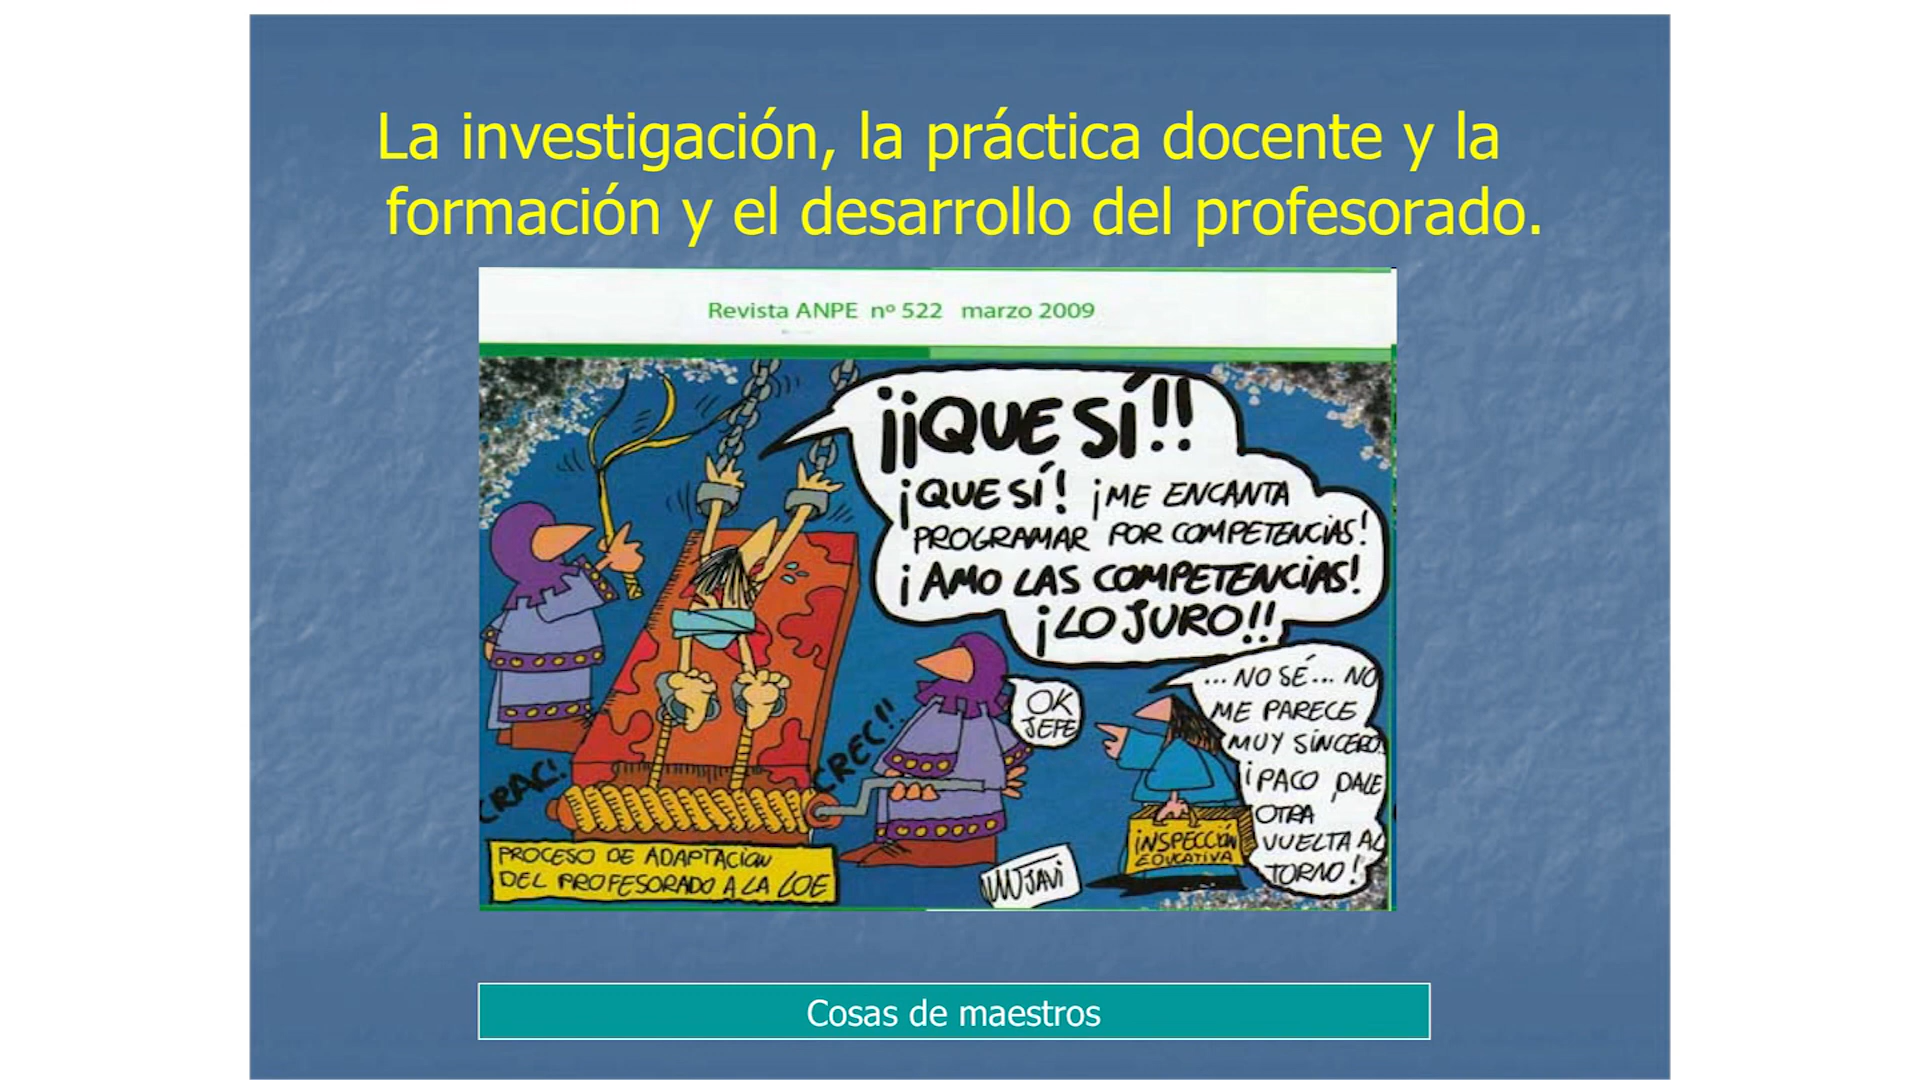 La investigación, la práctica docente y la
formación y el desarrollo del profesorado.
Revista ANPE nº 522 marzo 2009
¡¡QUE SÍ!!
¡QUE SÍ! ¡ME ENCANTA
PROGRAMAR POR COMPETENCIAS!
¡AMO LAS COMPETENCIAS!
¡LO JURO!!
OK
JEFE
...NO SÉ... NO
ME PARECE
MUY SINCERO.
¡PACO, DALE
OTRA
VUELTA AL
TORNO!
CRAC!
CREC!!
INSPECCIÓN
EDUCATIVA
PROCESO DE ADAPTACIÓN
DEL PROFESORADO A LA LOE
JAVI
Cosas de maestros